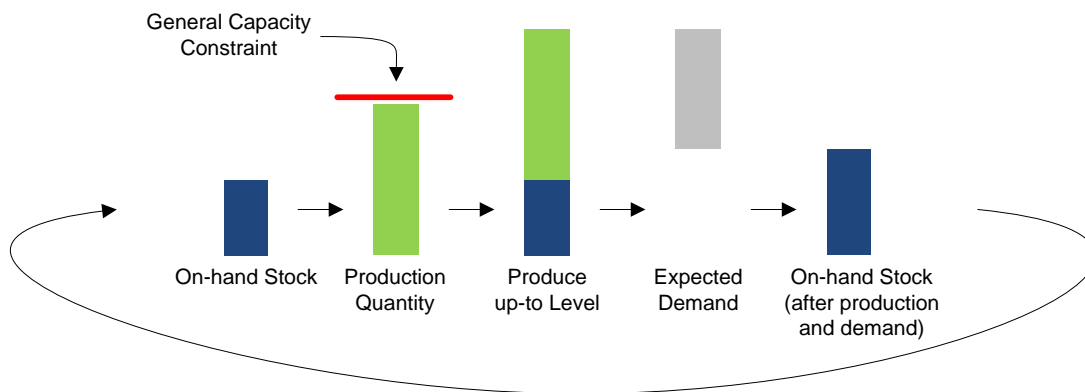 General Capacity
Constraint
On-hand Stock
Production
Quantity
Produce
up-to Level
Expected
Demand
On-hand Stock
(after production
and demand)